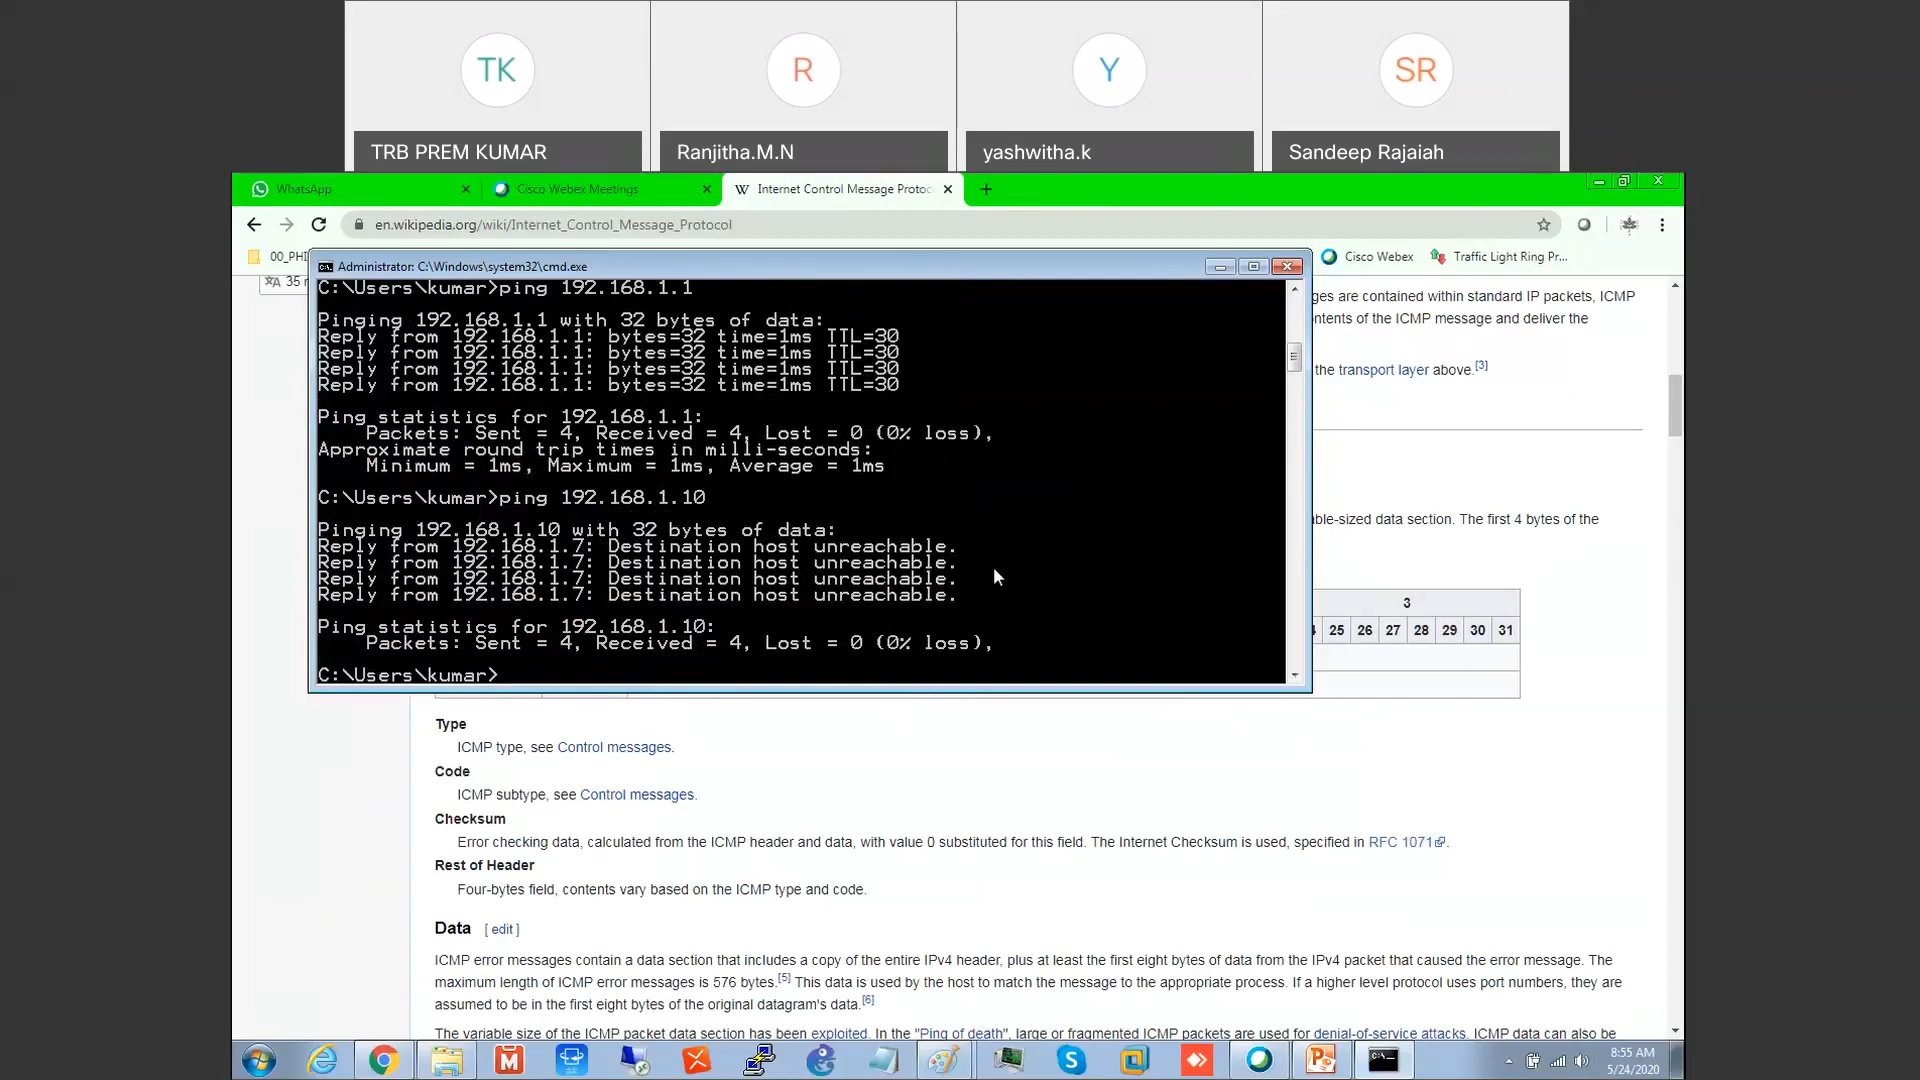 TK
R
Y
SR
TRB PREM KUMAR
Ranjitha.M.N
yashwitha.k
Sandeep Rajaiah
WhatsApp
Cisco Webex Meetings
Internet Control Message Protoc
en.wikipedia.org/wiki/Internet_Control_Message_Protocol
00_PHI
Cisco Webex
Traffic Light Ring Pr...
Administrator: C:\Windows\system32\cmd.exe
35
C:\Users\kumar>ping 192.168.1.1
Pinging 192.168.1.1 with 32 bytes of data:
Reply from 192.168.1.1: bytes=32 time=1ms TTL=30
Reply from 192.168.1.1: bytes=32 time=1ms TTL=30
Reply from 192.168.1.1: bytes=32 time=1ms TTL=30
Reply from 192.168.1.1: bytes=32 time=1ms TTL=30
Ping statistics for 192.168.1.1:
Packets: Sent = 4, Received = 4, Lost = 0 (0% loss),
Approximate round trip times in milli-seconds:
Minimum = 1ms, Maximum = 1ms, Average = 1ms
C:\Users\kumar>ping 192.168.1.10
Pinging 192.168.1.10 with 32 bytes of data:
Reply from 192.168.1.7: Destination host unreachable.
Reply from 192.168.1.7: Destination host unreachable.
Reply from 192.168.1.7: Destination host unreachable.
Reply from 192.168.1.7: Destination host unreachable.
Ping statistics for 192.168.1.10:
Packets: Sent = 4, Received = 4, Lost = 0 (0% loss),
C:\Users\kumar>
ges are contained within standard IP packets, ICMP
ntents of the ICMP message and deliver the
the transport layer above.[3]
ble-sized data section. The first 4 bytes of the
3
25 26 27 28 29 30 31
Type
ICMP type, see Control messages.
Code
ICMP subtype, see Control messages.
Checksum
Error checking data, calculated from the ICMP header and data, with value 0 substituted for this field. The Internet Checksum is used, specified in RFC 1071.
Rest of Header
Four-bytes field, contents vary based on the ICMP type and code.
Data [ edit ]
ICMP error messages contain a data section that includes a copy of the entire IPv4 header, plus at least the first eight bytes of data from the IPv4 packet that caused the error message. The
maximum length of ICMP error messages is 576 bytes.[5] This data is used by the host to match the message to the appropriate process. If a higher level protocol uses port numbers, they are
assumed to be in the first eight bytes of the original datagram's data.[6]
The variable size of the ICMP packet data section has been exploited. In the "Ping of death", large or fragmented ICMP packets are used for denial-of-service attacks. ICMP data can also be
8:55 AM
5/24/2020